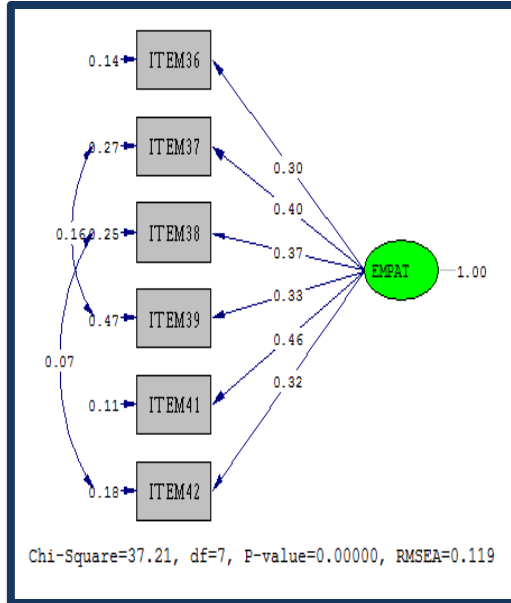 0.14 ITEM36
0.30
0.27 ITEM37
0.40
0.16 0.25 ITEM38
0.37
EMPAT 1.00
0.33
0.47 ITEM39
0.46
0.07
0.32
0.11 ITEM41
0.18 ITEM42
Chi-Square=37.21, df=7, P-value=0.00000, RMSEA=0.119